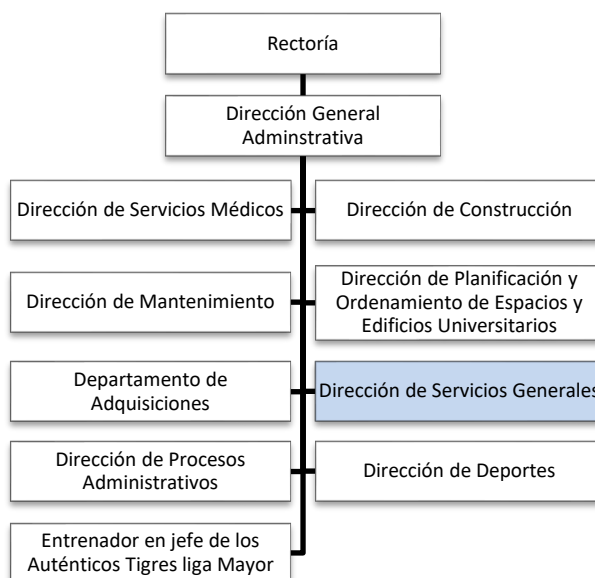 Rectoría
Dirección General
Adminstrativa
Dirección de Servicios Médicos
Dirección de Construcción
Dirección de Mantenimiento
Dirección de Planificación y
Ordenamiento de Espacios y
Edificios Universitarios
Departamento de
Adquisiciones
Dirección de Servicios Generales
Dirección de Procesos
Administrativos
Dirección de Deportes
Entrenador en jefe de los
Auténticos Tigres liga Mayor